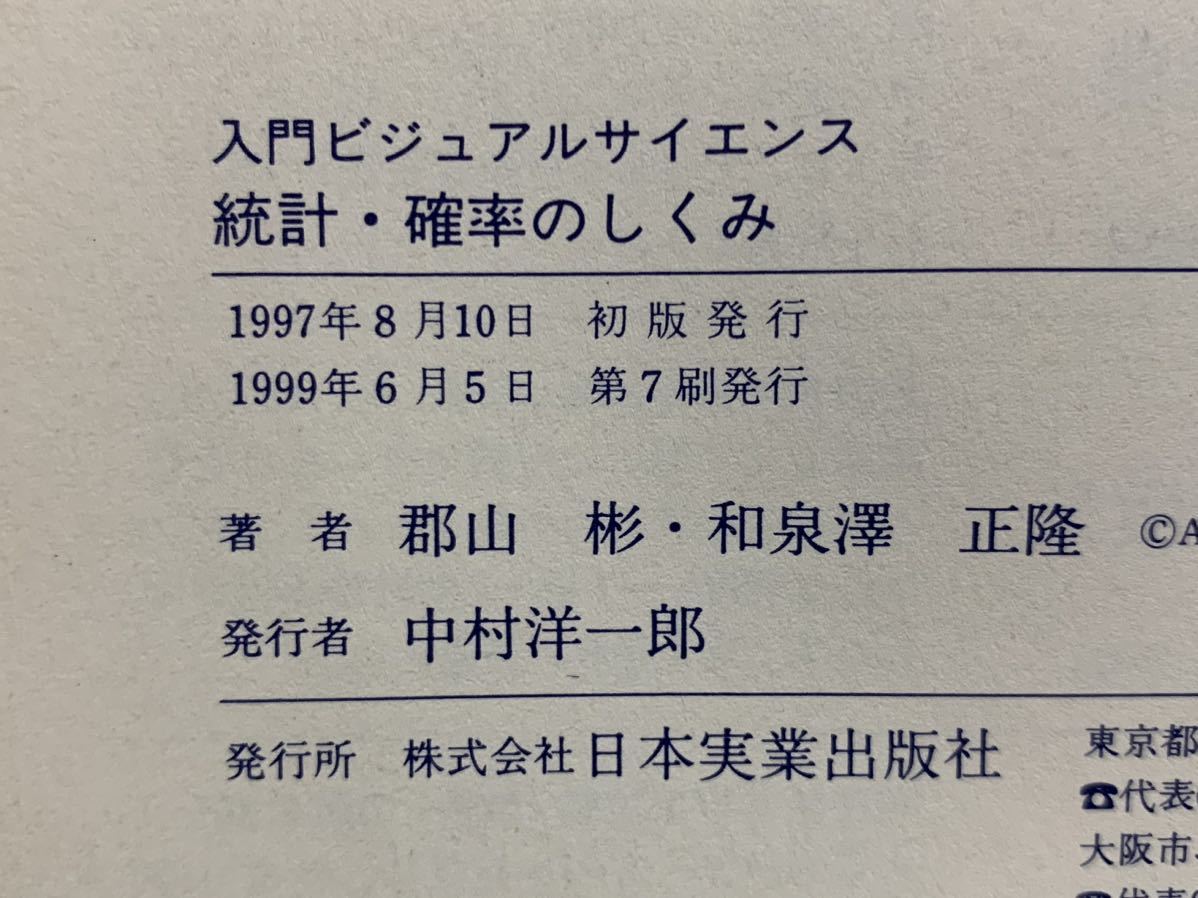 入門ビジュアルサイエンス
統計・確率のしくみ
1997年8月10日　初版発行
1999年6月5日　第7刷発行
著　者　郡山　彬・和泉澤　正隆　©A
発行者　中村洋一郎
発行所　株式会社日本実業出版社
東京都
☎代表
大阪市
☎代表